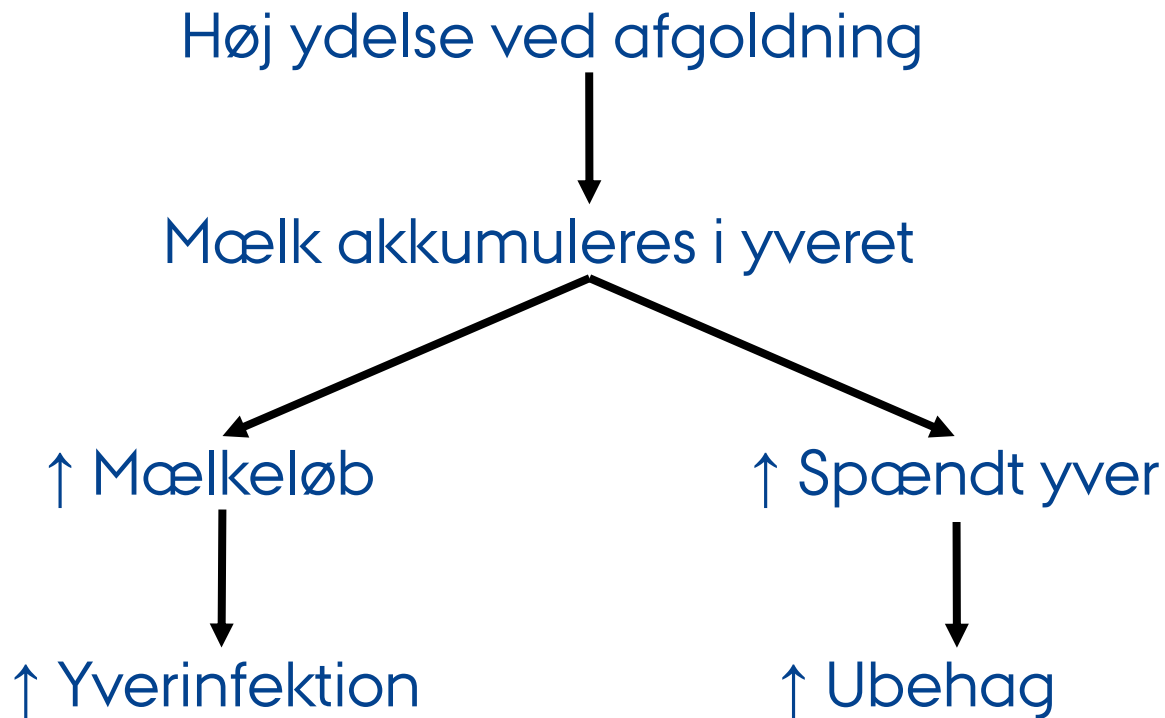 Høj ydelse ved afgoldning
Mælk akkumuleres i yveret
↑ Mælkeløb
↑ Spændt yver
↑ Yverinfektion
↑ Ubehag